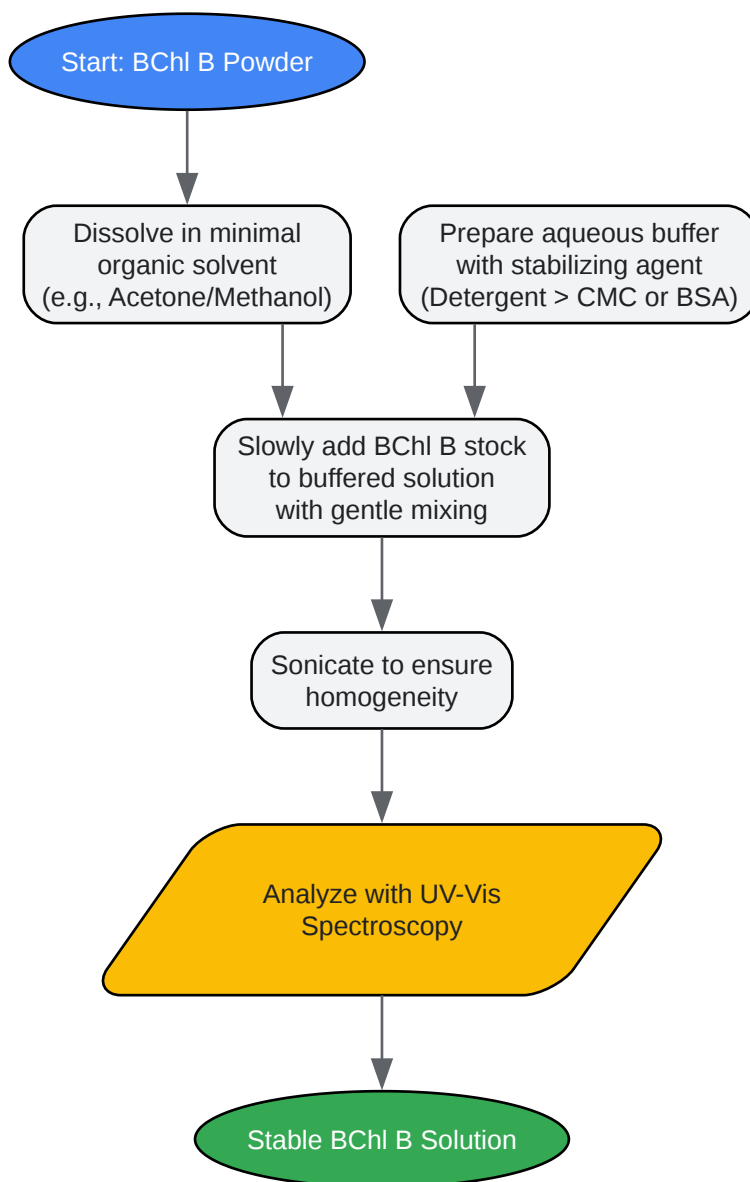 Start: BChl B Powder
Dissolve in minimal
organic solvent
(e.g., Acetone/Methanol)
Prepare aqueous buffer
with stabilizing agent
(Detergent > CMC or BSA)
Slowly add BChl B stock
to buffered solution
with gentle mixing
Sonicate to ensure
homogeneity
Analyze with UV-Vis
Spectroscopy
Stable BChl B Solution